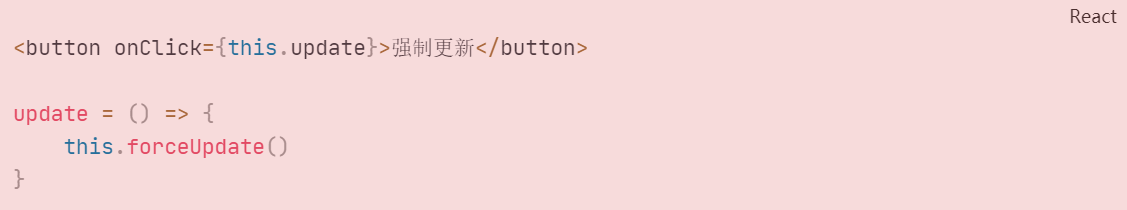 React
<button onClick={this.update}>强制更新</button>
update = () => {
    this.forceUpdate()
}